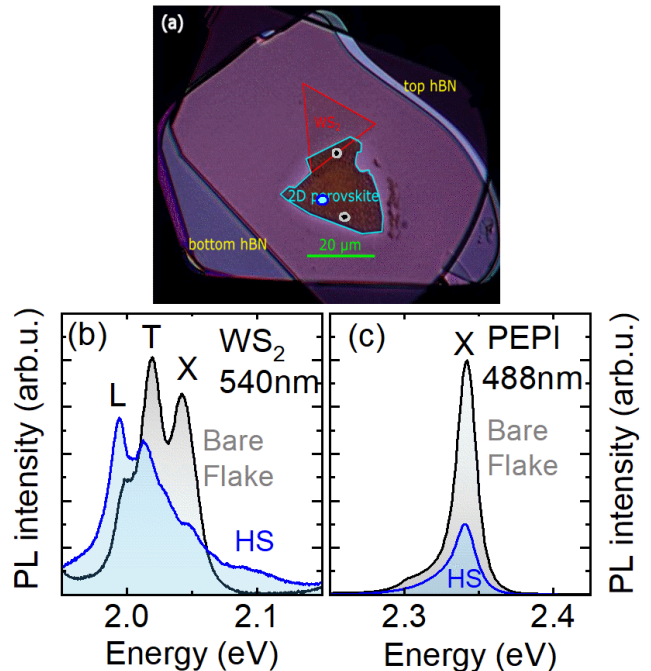 (a)
top hBN
WS₂
2D perovskite
bottom hBN
20 µm
(b)
T
WS₂
X
540nm
L
Bare
Flake
HS
PL intensity (arb.u.)
2.0
2.1
Energy (eV)
(c)
X
PEPI
488nm
Bare
Flake
HS
PL intensity (arb.u.)
2.3
2.4
Energy (eV)